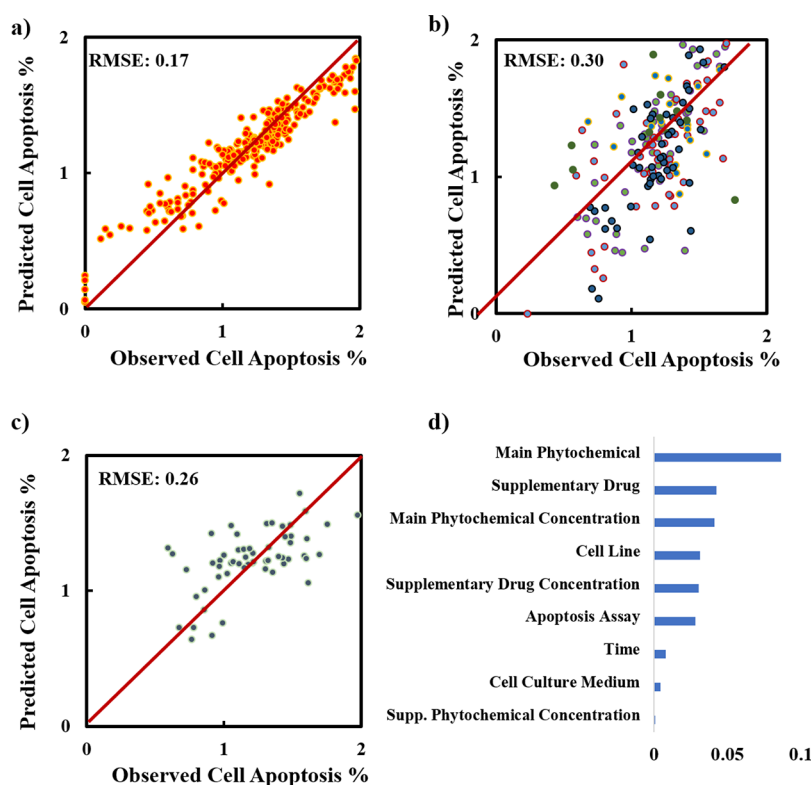 a)
2
RMSE: 0.17
Predicted Cell Apoptosis %
1
0
0
1
2
Observed Cell Apoptosis %
b)
2
RMSE: 0.30
Predicted Cell Apoptosis %
1
0
0
1
2
Observed Cell Apoptosis %
c)
2
RMSE: 0.26
Predicted Cell Apoptosis %
1
0
0
1
2
Observed Cell Apoptosis %
d)
Main Phytochemical
Supplementary Drug
Main Phytochemical Concentration
Cell Line
Supplementary Drug Concentration
Apoptosis Assay
Time
Cell Culture Medium
Supp. Phytochemical Concentration
0
0.05
0.1